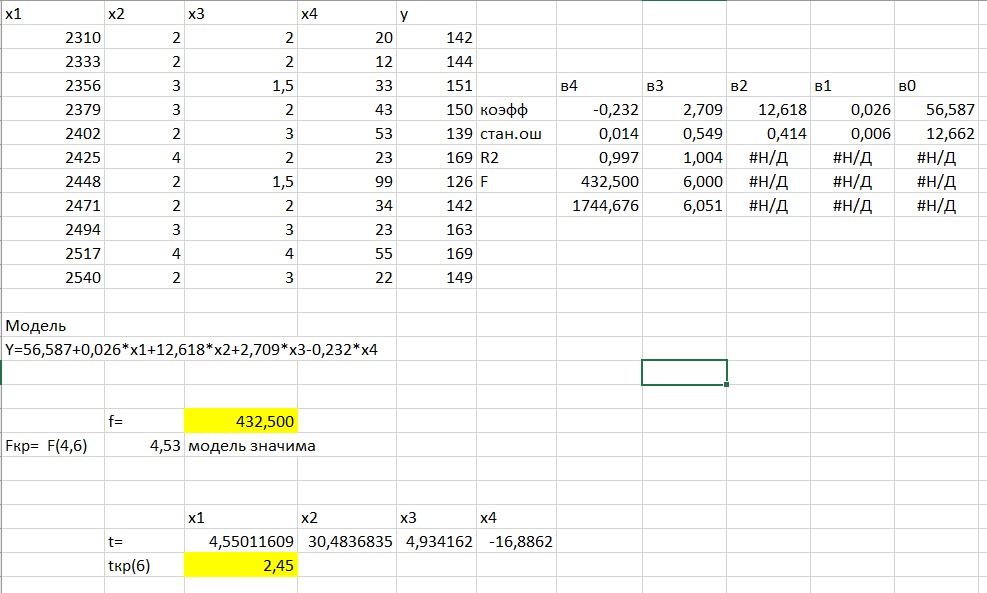 x1 x2 x3 x4 y
2310 2 2 20 142
2333 2 2 12 144
2356 3 1,5 33 151 в4 в3 в2 в1 в0
2379 3 2 43 150 коэфф -0,232 2,709 12,618 0,026 56,587
2402 2 3 53 139 стан.ош 0,014 0,549 0,414 0,006 12,662
2425 4 2 23 169 R2 0,997 1,004 #Н/Д #Н/Д #Н/Д
2448 2 1,5 99 126 F 432,500 6,000 #Н/Д #Н/Д #Н/Д
2471 2 2 34 142 1744,676 6,051 #Н/Д #Н/Д #Н/Д
2494 3 3 23 163
2517 4 4 55 169
2540 2 3 22 149
Модель
Y=56,587+0,026*x1+12,618*x2+2,709*x3-0,232*x4
f= 432,500
Fкр= F(4,6) 4,53 модель значима
x1 x2 x3 x4
t= 4,55011609 30,4836835 4,934162 -16,8862
tкр(6) 2,45